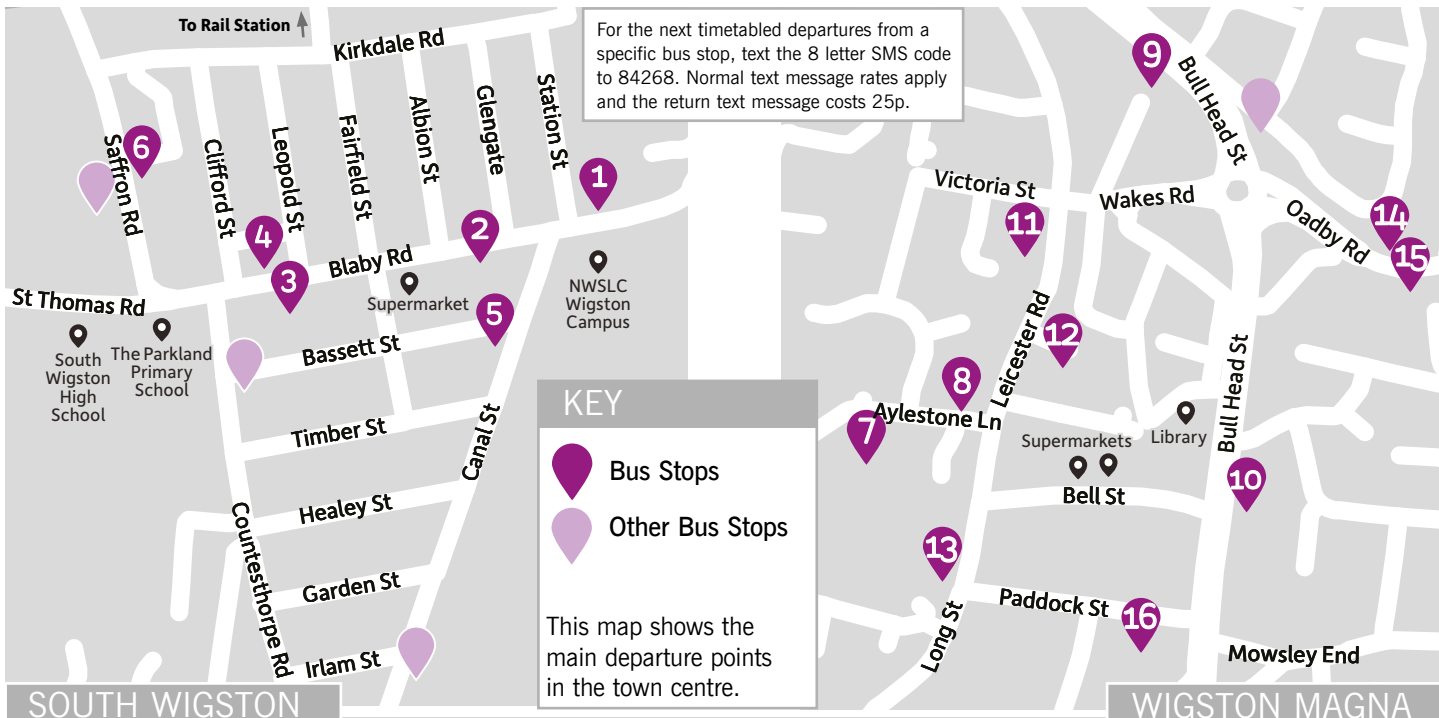 To Rail Station
Kirkdale Rd
Saffron Rd
Clifford St
Leopold St
Fairfield St
Albion St
Glengate
Station St
6
1
2
4
3
5
Blaby Rd
St Thomas Rd
Supermarket
NWSLC
Wigston
Campus
South
Wigston
High
School
The Parkland
Primary
School
Bassett St
Timber St
Canal St
Healey St
Countesthorpe Rd
Garden St
Irlam St
SOUTH WIGSTON
For the next timetabled departures from a
specific bus stop, text the 8 letter SMS code
to 84268. Normal text message rates apply
and the return text message costs 25p.
KEY
Bus Stops
Other Bus Stops
This map shows the
main departure points
in the town centre.
9
Bull Head St
Victoria St
Wakes Rd
11
Oadby Rd
14
15
Leicester Rd
12
8
7
Aylestone Ln
Supermarkets
Library
Bull Head St
10
Bell St
13
Paddock St
16
Long St
Mowsley End
WIGSTON MAGNA